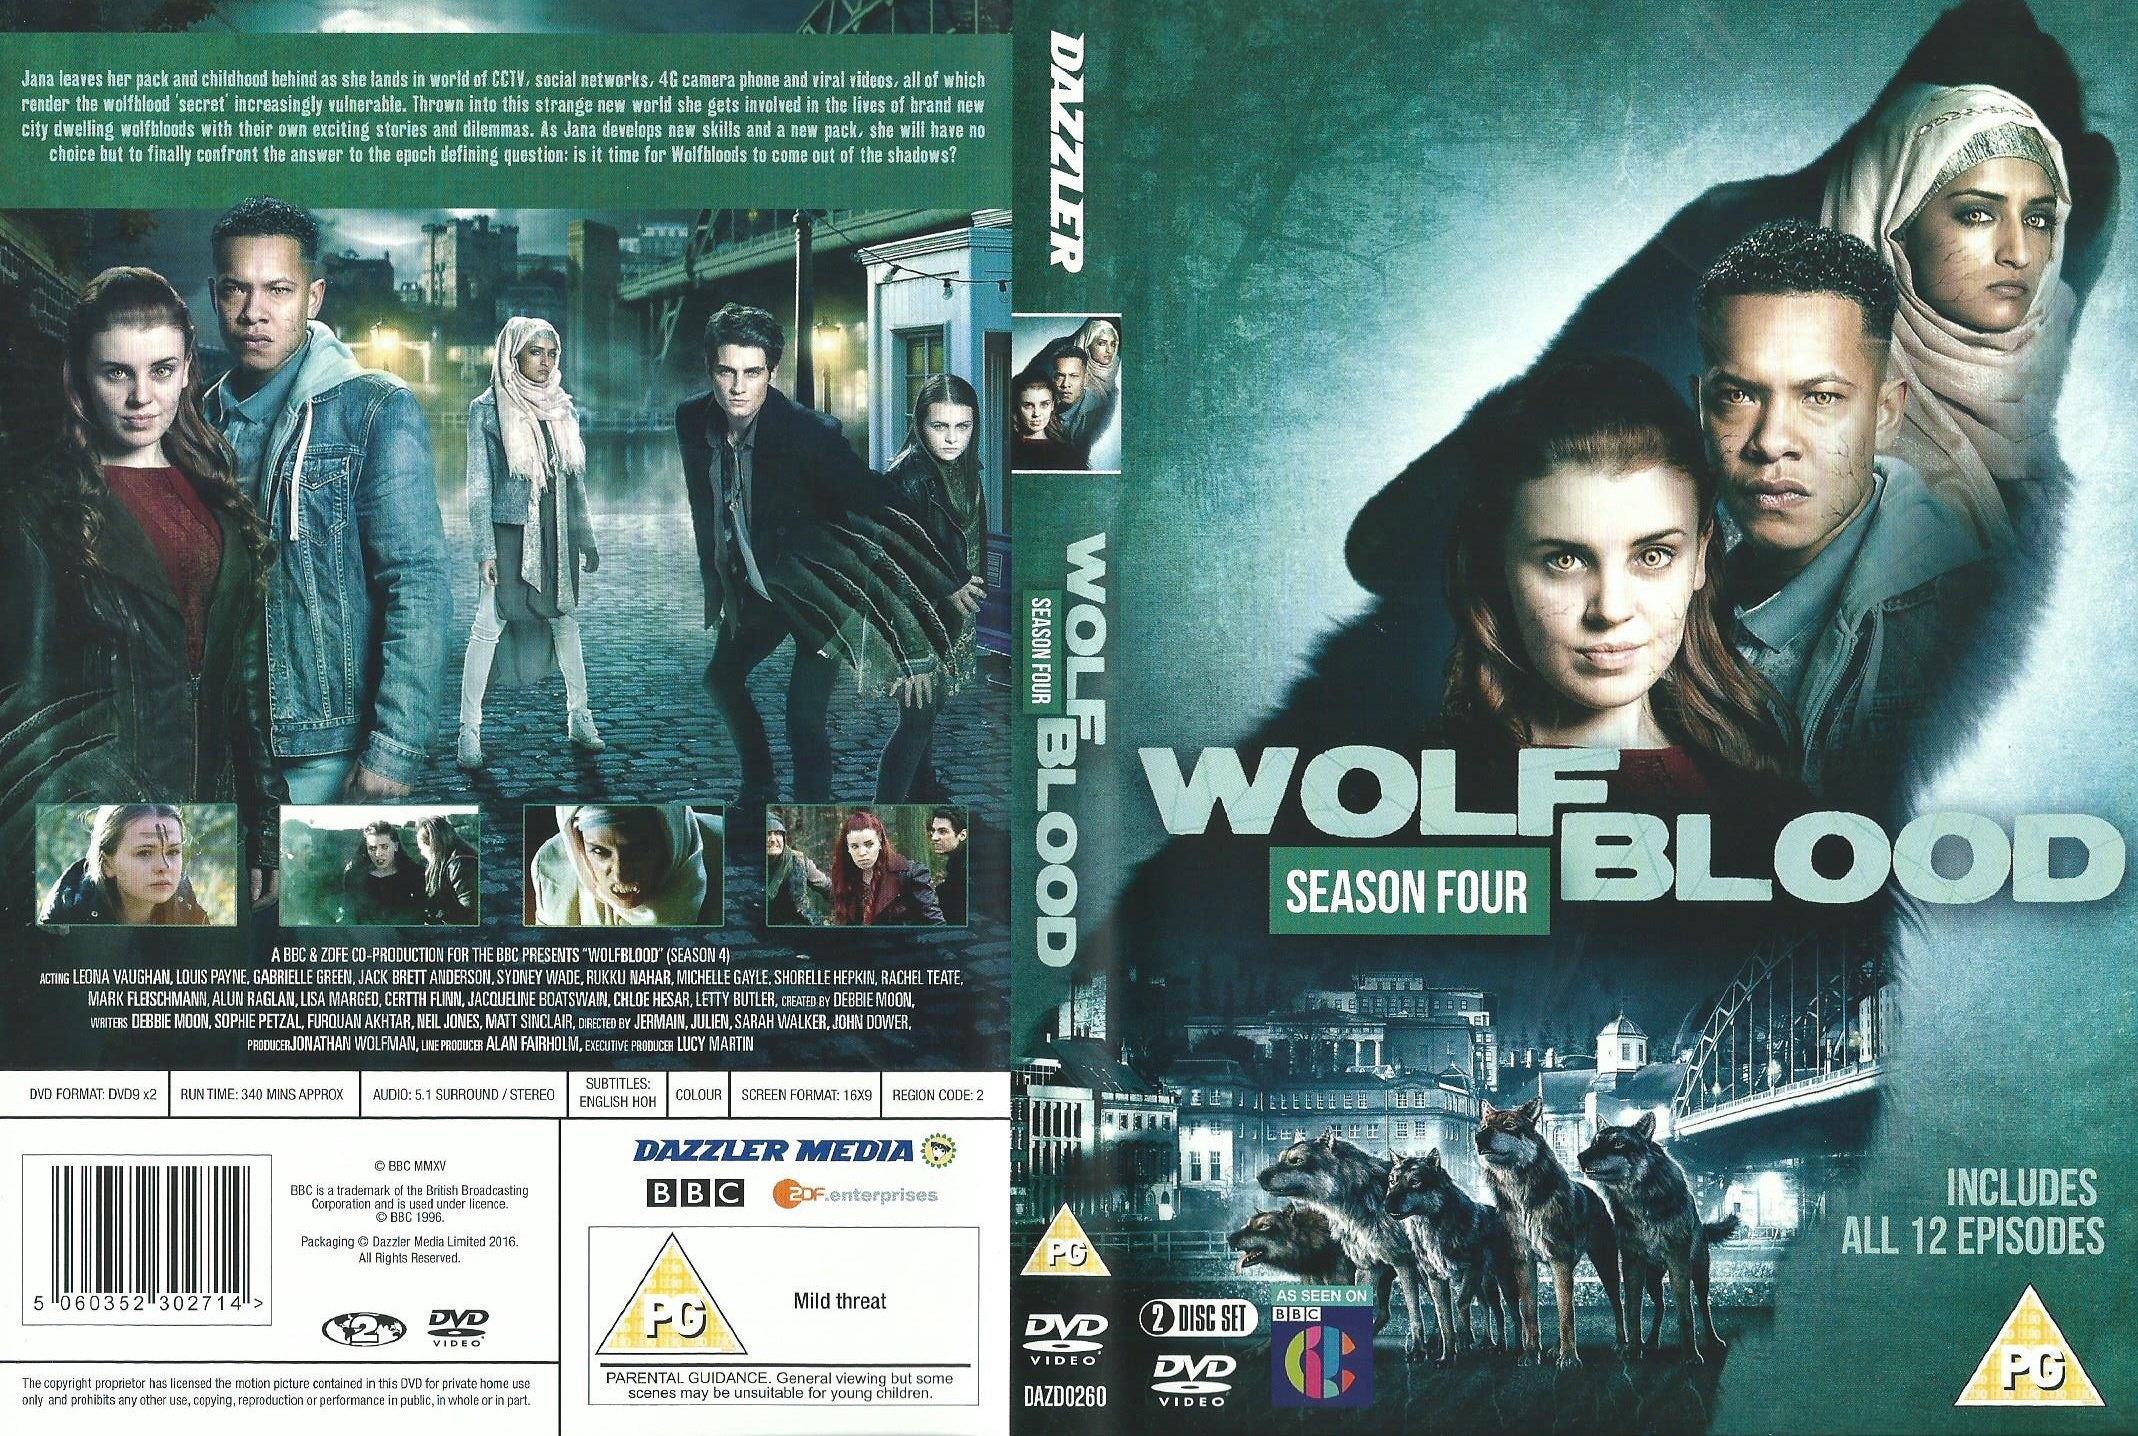 Jana leaves her pack and childhood behind as she lands in world of CCTV, social networks, 4G camera phone and viral videos, all of which
render the wolfblood 'secret' increasingly vulnerable. Thrown into this strange new world she gets involved in the lives of brand new
city dwelling wolfbloods with their own exciting stories and dilemmas. As Jana develops new skills and a new pack, she will have no
choice but to finally confront the answer to the epoch defining question: is it time for Wolfbloods to come out of the shadows?
A BBC & ZDFE CO-PRODUCTION FOR THE BBC PRESENTS "WOLFBLOOD" (SEASON 4)
ACTING LEONA VAUGHAN, LOUIS PAYNE, GABRIELLE GREEN, JACK BRETT ANDERSON, SYDNEY WADE, RUKKU NAHAR, MICHELLE GAYLE, SHORELLE HEPKIN, RACHEL TEATE,
MARK FLEISCHMANN, ALUN RAGLAN, LISA MARGED, CERTTH FLINN, JACQUELINE BOATSWAIN, CHLOE HESAR, LETTY BUTLER, CREATED BY DEBBIE MOON,
WRITERS DEBBIE MOON, SOPHIE PETZAL, FURQUAN AKHTAR, NEIL JONES, MATT SINCLAIR, DIRECTED BY JERMAIN, JULIEN, SARAH WALKER, JOHN DOWER,
PRODUCERJONATHAN WOLFMAN, LINE PRODUCER ALAN FAIRHOLM, EXECUTIVE PRODUCER LUCY MARTIN
DVD FORMAT: DVD9 x2
RUN TIME: 340 MINS APPROX
AUDIO: 5.1 SURROUND / STEREO
SUBTITLES:
ENGLISH HOH
COLOUR
SCREEN FORMAT: 16X9
REGION CODE: 2
5 060352 302714 >
© BBC MMXV
BBC is a trademark of the British Broadcasting
Corporation and is used under licence.
© BBC 1996.
Packaging © Dazzler Media Limited 2016.
All Rights Reserved.
2
DVD
VIDEO
The copyright proprietor has licensed the motion picture contained in this DVD for private home use
only and prohibits any other use, copying, reproduction or performance in public, in whole or in part.
DAZZLER MEDIA
BBC
ZDF.enterprises
PG
Mild threat
PARENTAL GUIDANCE. General viewing but some
scenes may be unsuitable for young children.
DAZZLER
WOLFBLOOD
SEASON FOUR
PG
DVD
VIDEO
DAZD0260
WOLF
BLOOD
SEASON FOUR
INCLUDES
ALL 12 EPISODES
2 DISC SET
DVD
VIDEO
AS SEEN ON
BBC
CBBC
PG